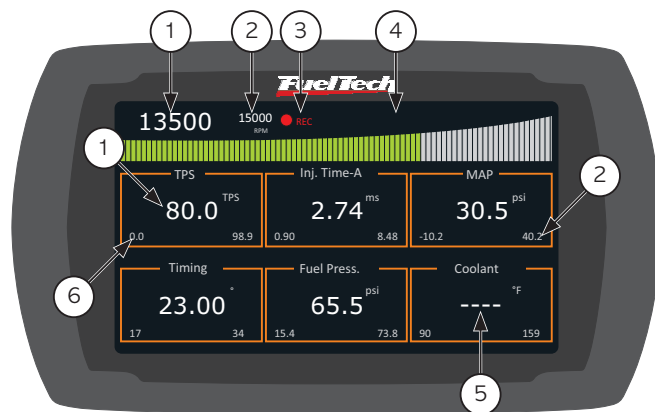 1
2
3
4
FuelTech
13500
15000
RPM
REC
1
TPS
80.0 TPS
0.0 98.9
Inj. Time-A
2.74 ms
0.90 8.48
MAP
30.5 psi
-10.2 40.2
2
6
Timing
23.00 °
17 34
Fuel Press.
65.5 psi
15.4 73.8
Coolant
---- °F
90 159
5